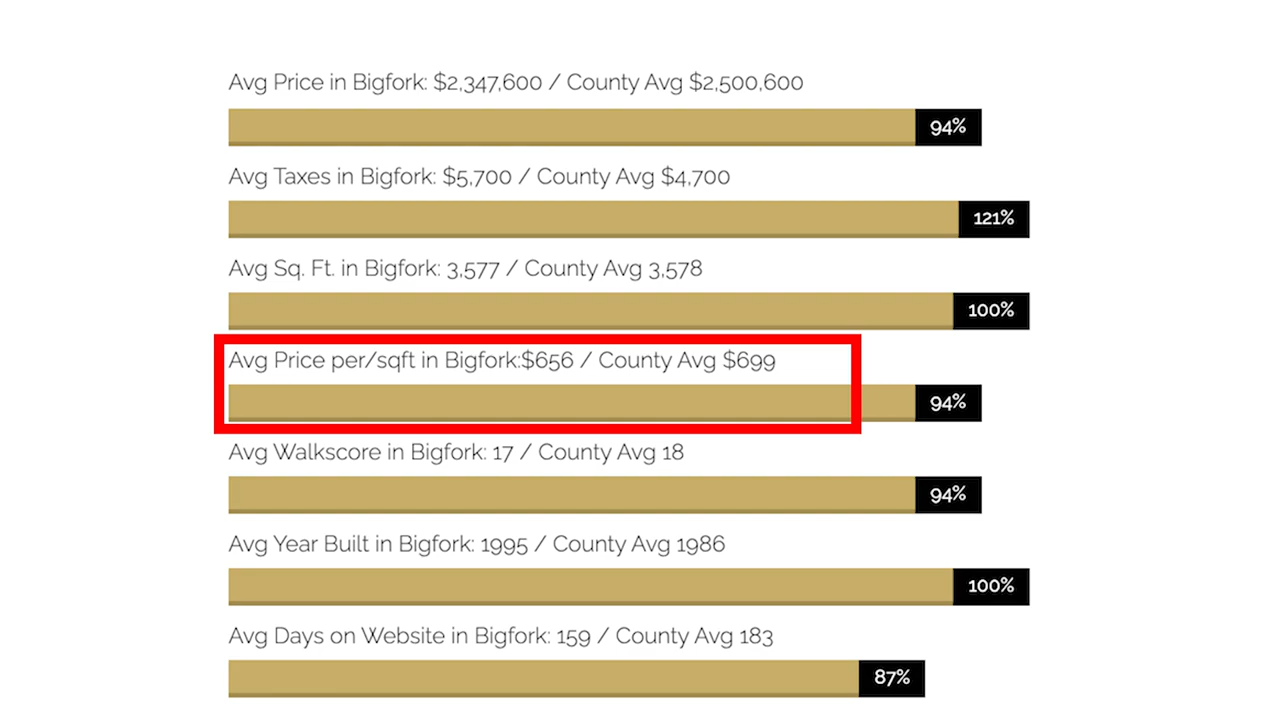 Avg Price in Bigfork: $2,347,600 / County Avg $2,500,600
94%
Avg Taxes in Bigfork: $5,700 / County Avg $4,700
121%
Avg Sq. Ft. in Bigfork: 3,577 / County Avg 3,578
100%
Avg Price per/sqft in Bigfork:$656 / County Avg $699
94%
Avg Walkscore in Bigfork: 17 / County Avg 18
94%
Avg Year Built in Bigfork: 1995 / County Avg 1986
100%
Avg Days on Website in Bigfork: 159 / County Avg 183
87%